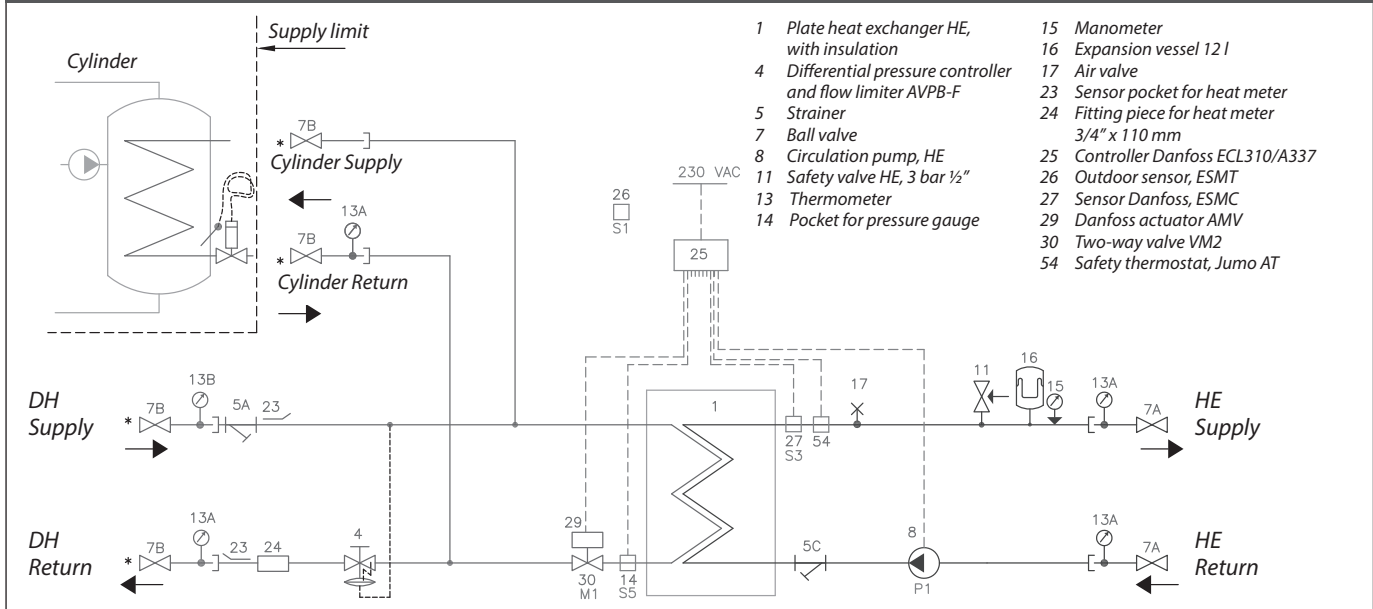 Supply limit
Cylinder
7B
*
Cylinder Supply
13A
7B
*
Cylinder Return
230 VAC
26
S1
25
1 Plate heat exchanger HE,
with insulation
4 Differential pressure controller
and flow limiter AVPB-F
5 Strainer
7 Ball valve
8 Circulation pump, HE
11 Safety valve HE, 3 bar ½”
13 Thermometer
14 Pocket for pressure gauge
15 Manometer
16 Expansion vessel 12 l
17 Air valve
23 Sensor pocket for heat meter
24 Fitting piece for heat meter
3/4” x 110 mm
25 Controller Danfoss ECL310/A337
26 Outdoor sensor, ESMT
27 Sensor Danfoss, ESMC
29 Danfoss actuator AMV
30 Two-way valve VM2
54 Safety thermostat, Jumo AT
DH
Supply
*
7B
13B
5A
23
1
27
S3
54
17
11
16
15
13A
7A
HE
Supply
DH
Return
*
7B
13A
23
24
4
29
30
M1
14
S5
5C
8
P1
13A
7A
HE
Return